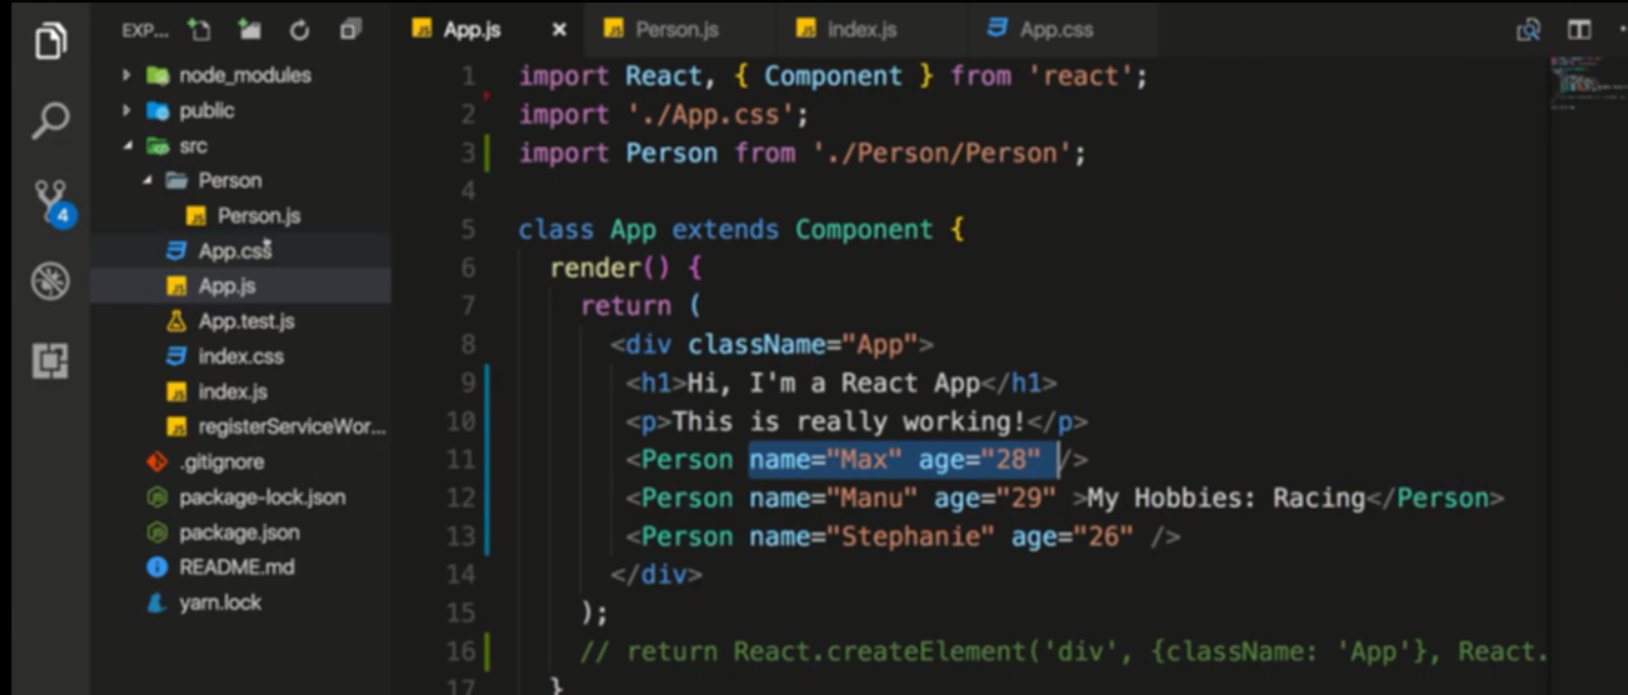 EXP...
node_modules
public
src
Person
Person.js
App.css
App.js
App.test.js
index.css
index.js
registerServiceWor...
.gitignore
package-lock.json
package.json
README.md
yarn.lock
4
App.js Person.js index.js App.css
1 import React, { Component } from 'react';
2 import './App.css';
3 import Person from './Person/Person';
4
5 class App extends Component {
6 render() {
7 return (
8 <div className="App">
9 <h1>Hi, I'm a React App</h1>
10 <p>This is really working!</p>
11 <Person name="Max" age="28" />
12 <Person name="Manu" age="29" >My Hobbies: Racing</Person>
13 <Person name="Stephanie" age="26" />
14 </div>
15 );
16 // return React.createElement('div', {className: 'App'}, React.
17 }